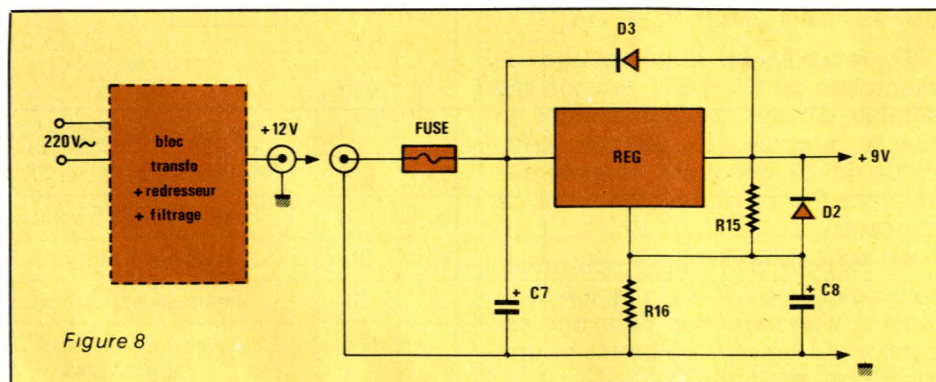 D3
220V~
bloc
transfo
+ redresseur
+ filtrage
+12V
FUSE
REG
+ 9V
R15
D2
+ C7
R16
+ C8
Figure 8